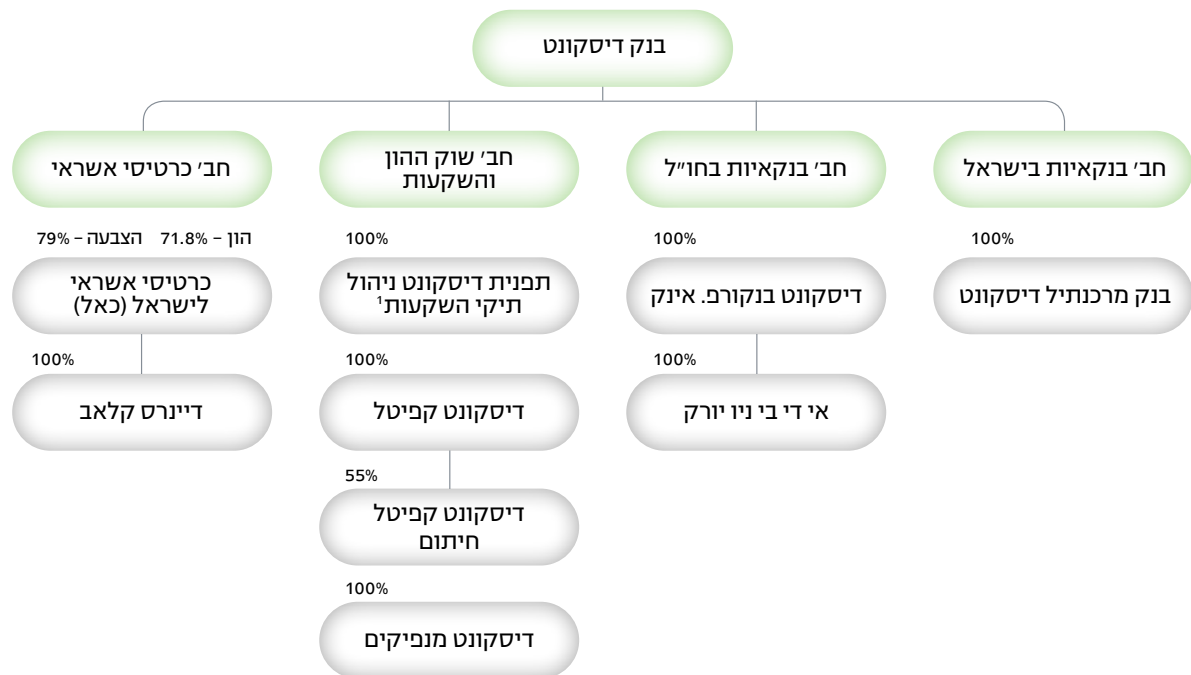 בנק דיסקונט
חב׳ בנקאיות בישראל
100%
בנק מרכנתיל דיסקונט
חב׳ בנקאיות בחו״ל
100%
דיסקונט בנקורפ. אינק
100%
אי די בי ניו יורק
חב׳ שוק ההון
והשקעות
100%
תפנית דיסקונט ניהול
תיקי השקעות¹
100%
דיסקונט קפיטל
55%
דיסקונט קפיטל
חיתום
100%
דיסקונט מנפיקים
חב׳ כרטיסי אשראי
הון – 71.8% הצבעה – 79%
כרטיסי אשראי
לישראל (כאל)
100%
דיינרס קלאב